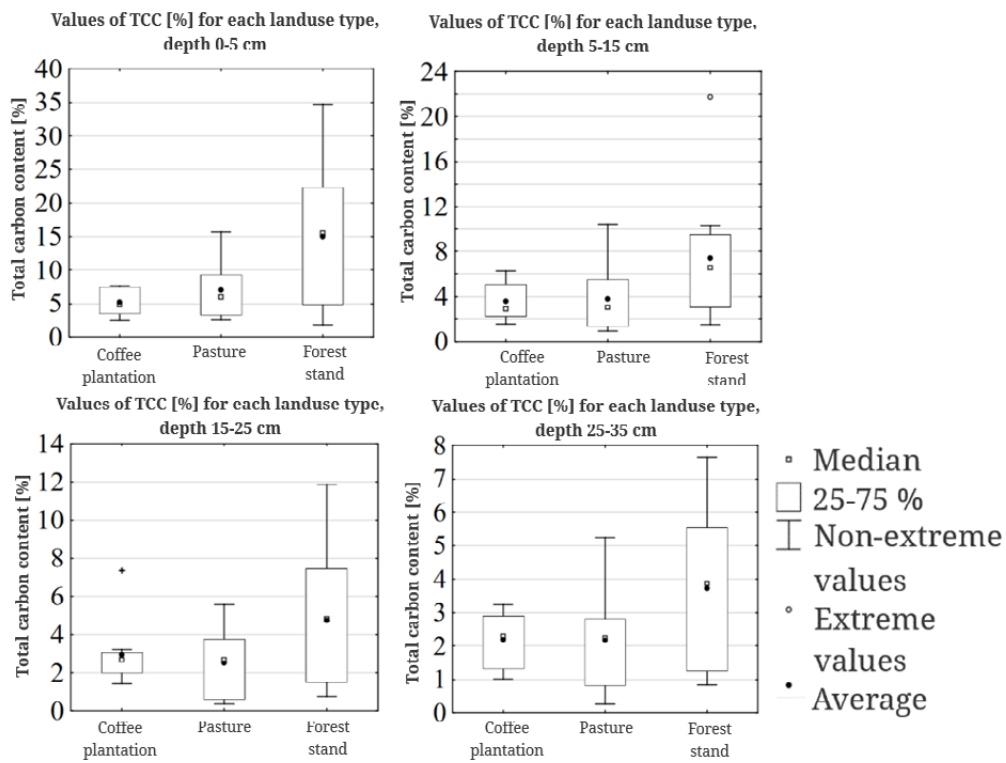 Values of TCC [%] for each landuse type,
depth 0-5 cm
Total carbon content [%]
40
35
30
25
20
15
10
5
0
Coffee
plantation
Pasture
Forest
stand
Values of TCC [%] for each landuse type,
depth 5-15 cm
Total carbon content [%]
24
20
16
12
8
4
0
Coffee
plantation
Pasture
Forest
stand
Values of TCC [%] for each landuse type,
depth 15-25 cm
Total carbon content [%]
14
12
10
8
6
4
2
0
Coffee
plantation
Pasture
Forest
stand
Values of TCC [%] for each landuse type,
depth 25-35 cm
Total carbon content [%]
8
7
6
5
4
3
2
1
0
Coffee
plantation
Pasture
Forest
stand
Median
25-75 %
Non-extreme
values
Extreme
values
Average